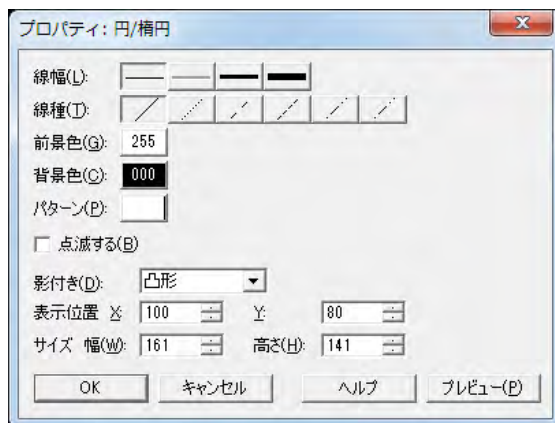 プロパティ: 円/楕円
線幅(L):
線種(T):
前景色(G): 255
背景色(C): 000
パターン(P):
点滅する(B)
影付き(D): 凸形
表示位置 X: 100 Y: 80
サイズ 幅(W): 161 高さ(H): 141
OK キャンセル ヘルプ プレビュー(P)